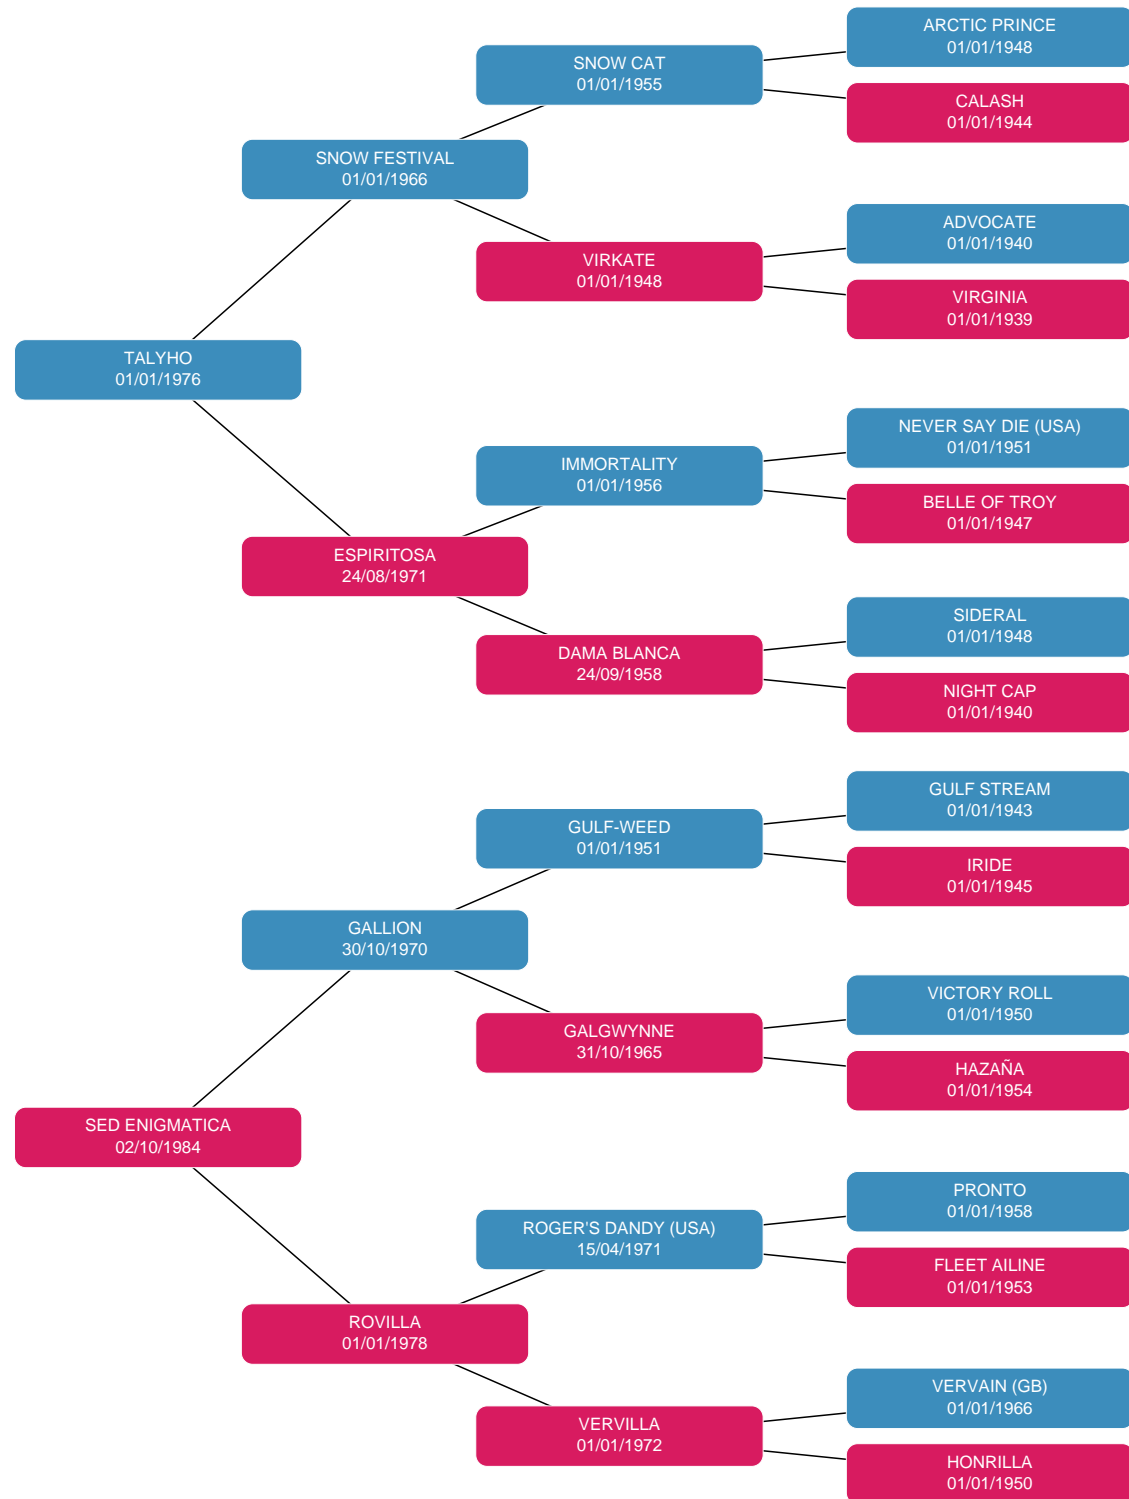 ARCTIC PRINCE
01/01/1948
SNOW CAT
01/01/1955
CALASH
01/01/1944
SNOW FESTIVAL
01/01/1966
ADVOCATE
01/01/1940
VIRKATE
01/01/1948
VIRGINIA
01/01/1939
TALYHO
01/01/1976
NEVER SAY DIE (USA)
01/01/1951
IMMORTALITY
01/01/1956
BELLE OF TROY
01/01/1947
ESPIRITOSA
24/08/1971
SIDERAL
01/01/1948
DAMA BLANCA
24/09/1958
NIGHT CAP
01/01/1940
GULF STREAM
01/01/1943
GULF-WEED
01/01/1951
IRIDE
01/01/1945
GALLION
30/10/1970
VICTORY ROLL
01/01/1950
GALGWYNNE
31/10/1965
HAZAÑA
01/01/1954
SED ENIGMATICA
02/10/1984
PRONTO
01/01/1958
ROGER'S DANDY (USA)
15/04/1971
FLEET AILINE
01/01/1953
ROVILLA
01/01/1978
VERVAIN (GB)
01/01/1966
VERVILLA
01/01/1972
HONRILLA
01/01/1950